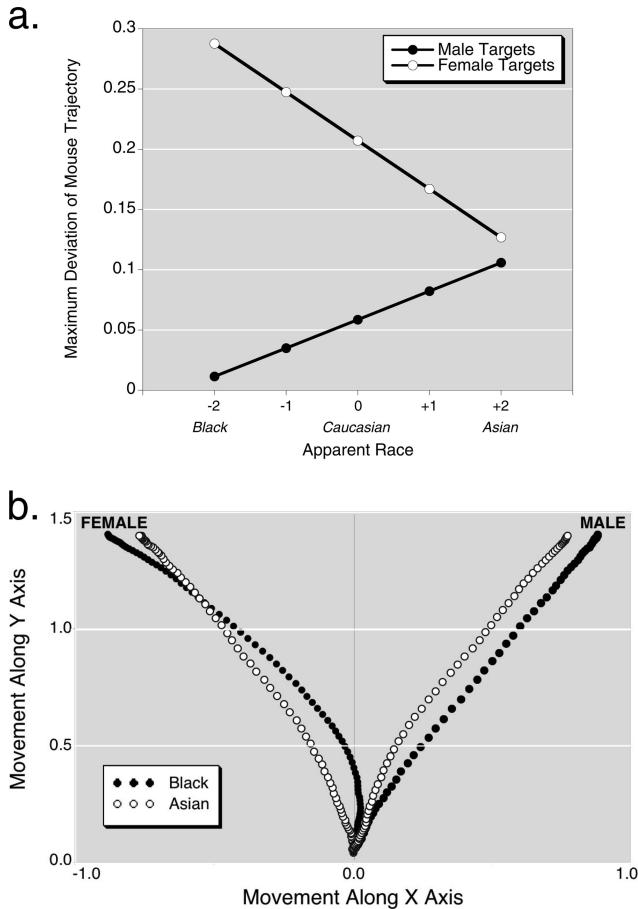 a.
0.3
Male Targets
Female Targets
0.25
0.2
0.15
0.1
0.05
0
Maximum Deviation of Mouse Trajectory
-2 -1 0 +1 +2
Black Caucasian Asian
Apparent Race
b.
1.5
FEMALE MALE
1.0
0.5
0.0
Movement Along Y Axis
Black
Asian
-1.0 0.0 1.0
Movement Along X Axis